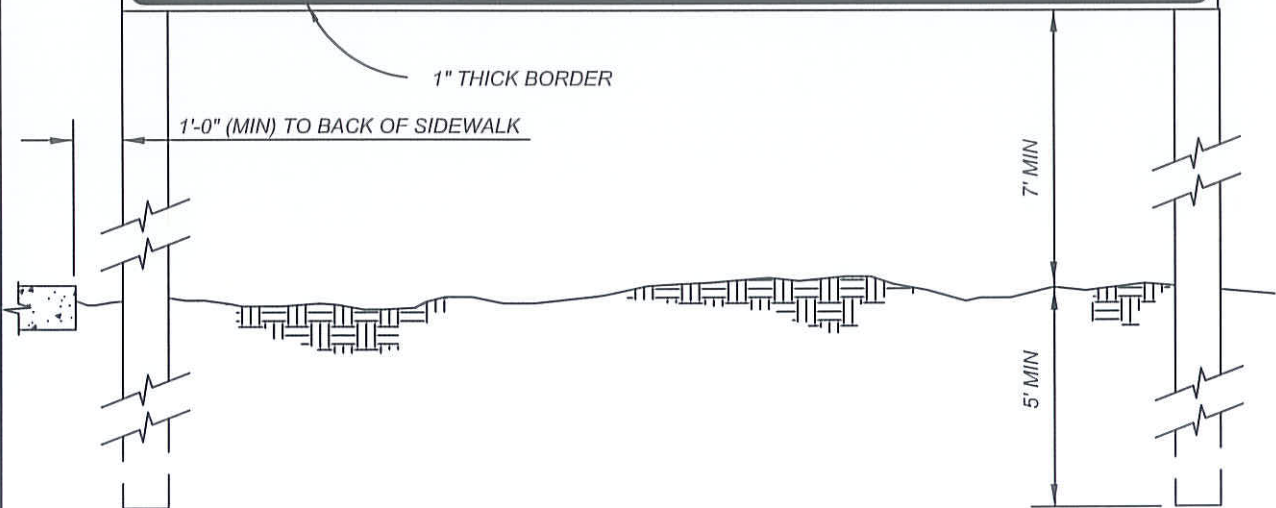 1" THICK BORDER
1'-0" (MIN) TO BACK OF SIDEWALK
7' MIN
5' MIN